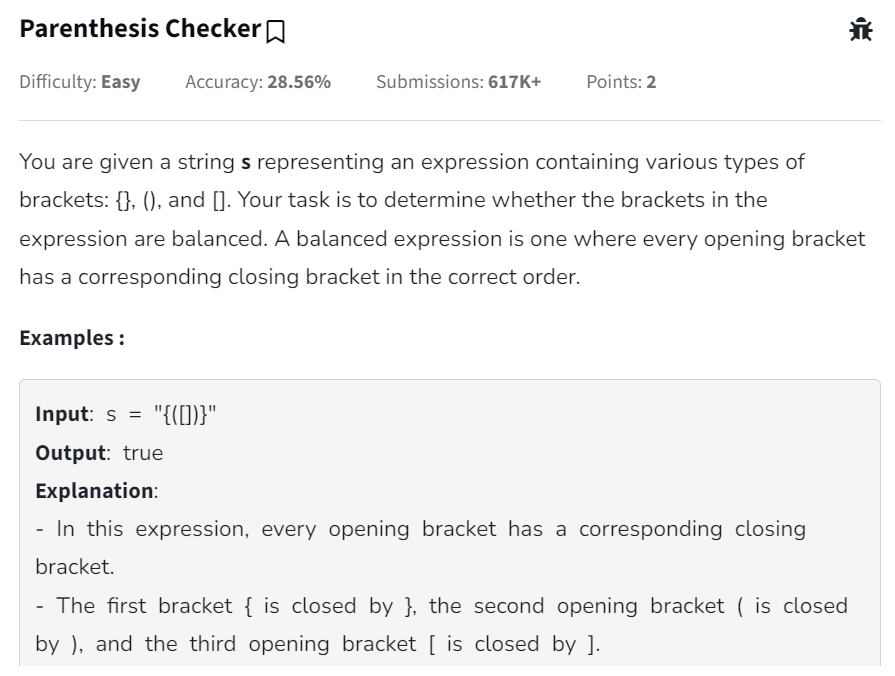 Parenthesis Checker
Difficulty: Easy Accuracy: 28.56% Submissions: 617K+ Points: 2
You are given a string s representing an expression containing various types of
brackets: {}, (), and []. Your task is to determine whether the brackets in the
expression are balanced. A balanced expression is one where every opening bracket
has a corresponding closing bracket in the correct order.
Examples :
Input: s = "{([])}"
Output: true
Explanation:
- In this expression, every opening bracket has a corresponding closing
bracket.
- The first bracket { is closed by }, the second opening bracket ( is closed
by ), and the third opening bracket [ is closed by ].